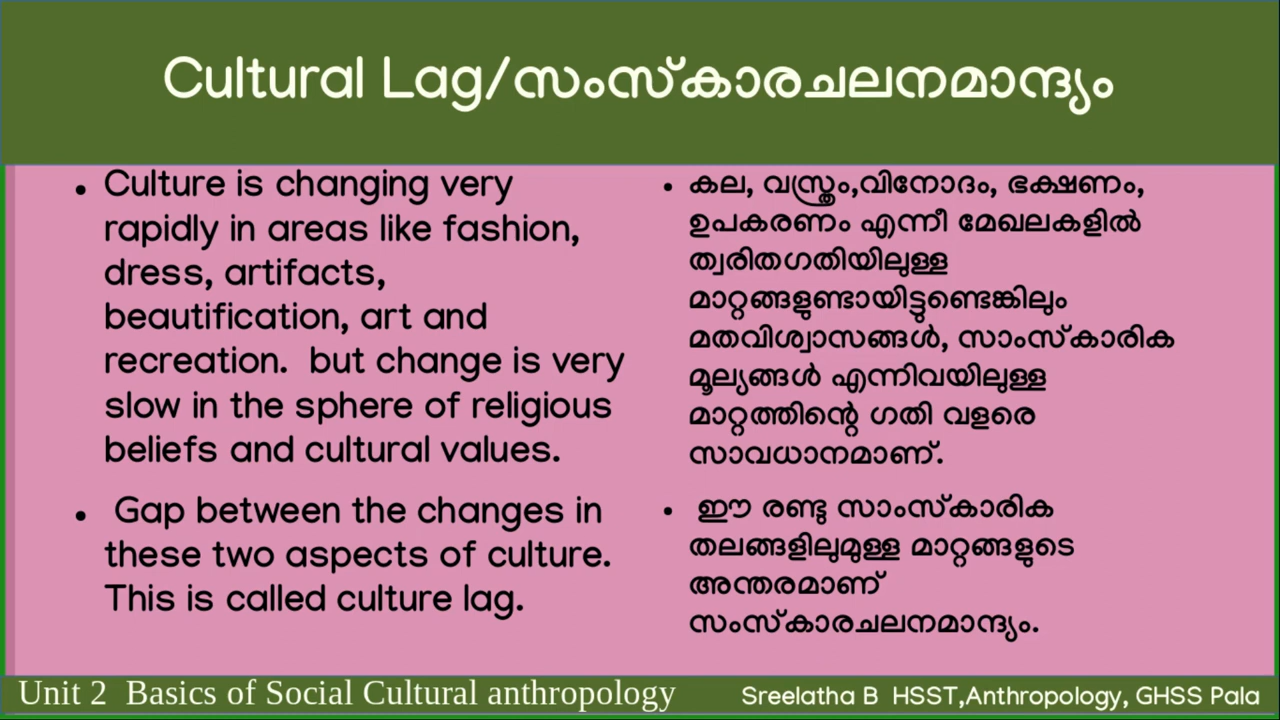 Cultural Lag/സംസ്കാരചലനമാന്ദ്യം
• Culture is changing very
rapidly in areas like fashion,
dress, artifacts,
beautification, art and
recreation.  but change is very
slow in the sphere of religious
beliefs and cultural values.
• Gap between the changes in
these two aspects of culture.
This is called culture lag.
• കല, വസ്ത്രം,വിനോദം, ഭക്ഷണം,
ഉപകരണം എന്നീ മേഖലകളിൽ
ത്വരിതഗതിയിലുള്ള
മാറ്റങ്ങളുണ്ടായിട്ടുണ്ടെങ്കിലും
മതവിശ്വാസങ്ങൾ, സാംസ്കാരിക
മൂല്യങ്ങൾ എന്നിവയിലുള്ള
മാറ്റത്തിന്റെ ഗതി വളരെ
സാവധാനമാണ്.
• ഈ രണ്ടു സാംസ്കാരിക
തലങ്ങളിലുമുള്ള മാറ്റങ്ങളുടെ
അന്തരമാണ്
സംസ്കാരചലനമാന്ദ്യം.
Unit 2  Basics of Social Cultural anthropology
Sreelatha B  HSST,Anthropology, GHSS Pala